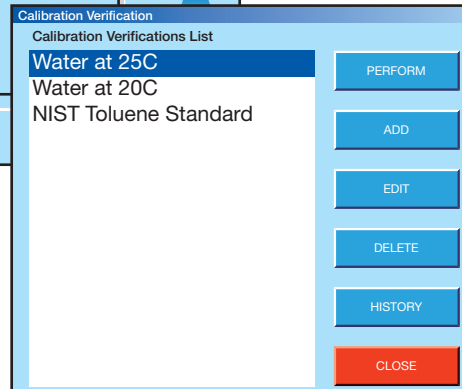 Calibration Verification
Calibration Verifications List
Water at 25C
Water at 20C
NIST Toluene Standard
PERFORM
ADD
EDIT
DELETE
HISTORY
CLOSE